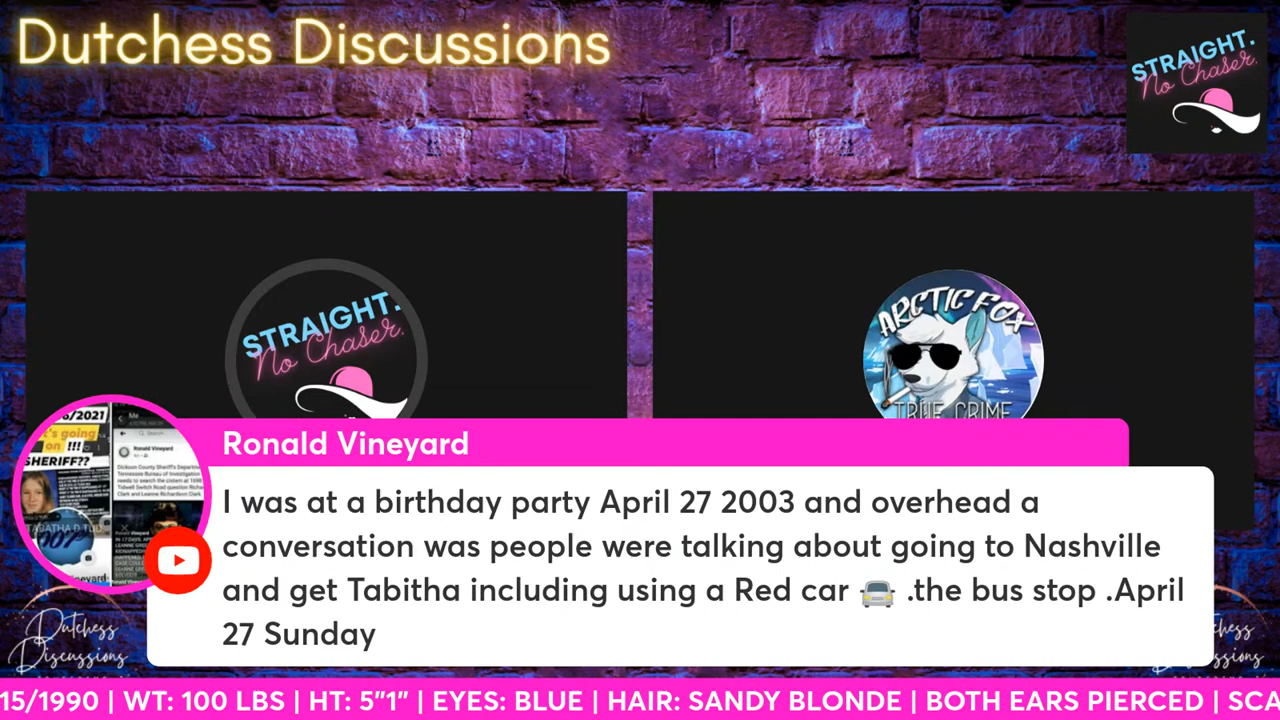 Dutchess Discussions
STRAIGHT.
No Chaser.
STRAIGHT.
No Chaser.
ARCTIC FOX
TRUE CRIME
Ronald Vineyard
I was at a birthday party April 27 2003 and overhead a
conversation was people were talking about going to Nashville
and get Tabitha including using a Red car 🚘 .the bus stop .April
27 Sunday
SHERIFF??
Ronald Vineyard
Dutchess
Discussions
15/1990 | WT: 100 LBS | HT: 5"1" | EYES: BLUE | HAIR: SANDY BLONDE | BOTH EARS PIERCED | SCA